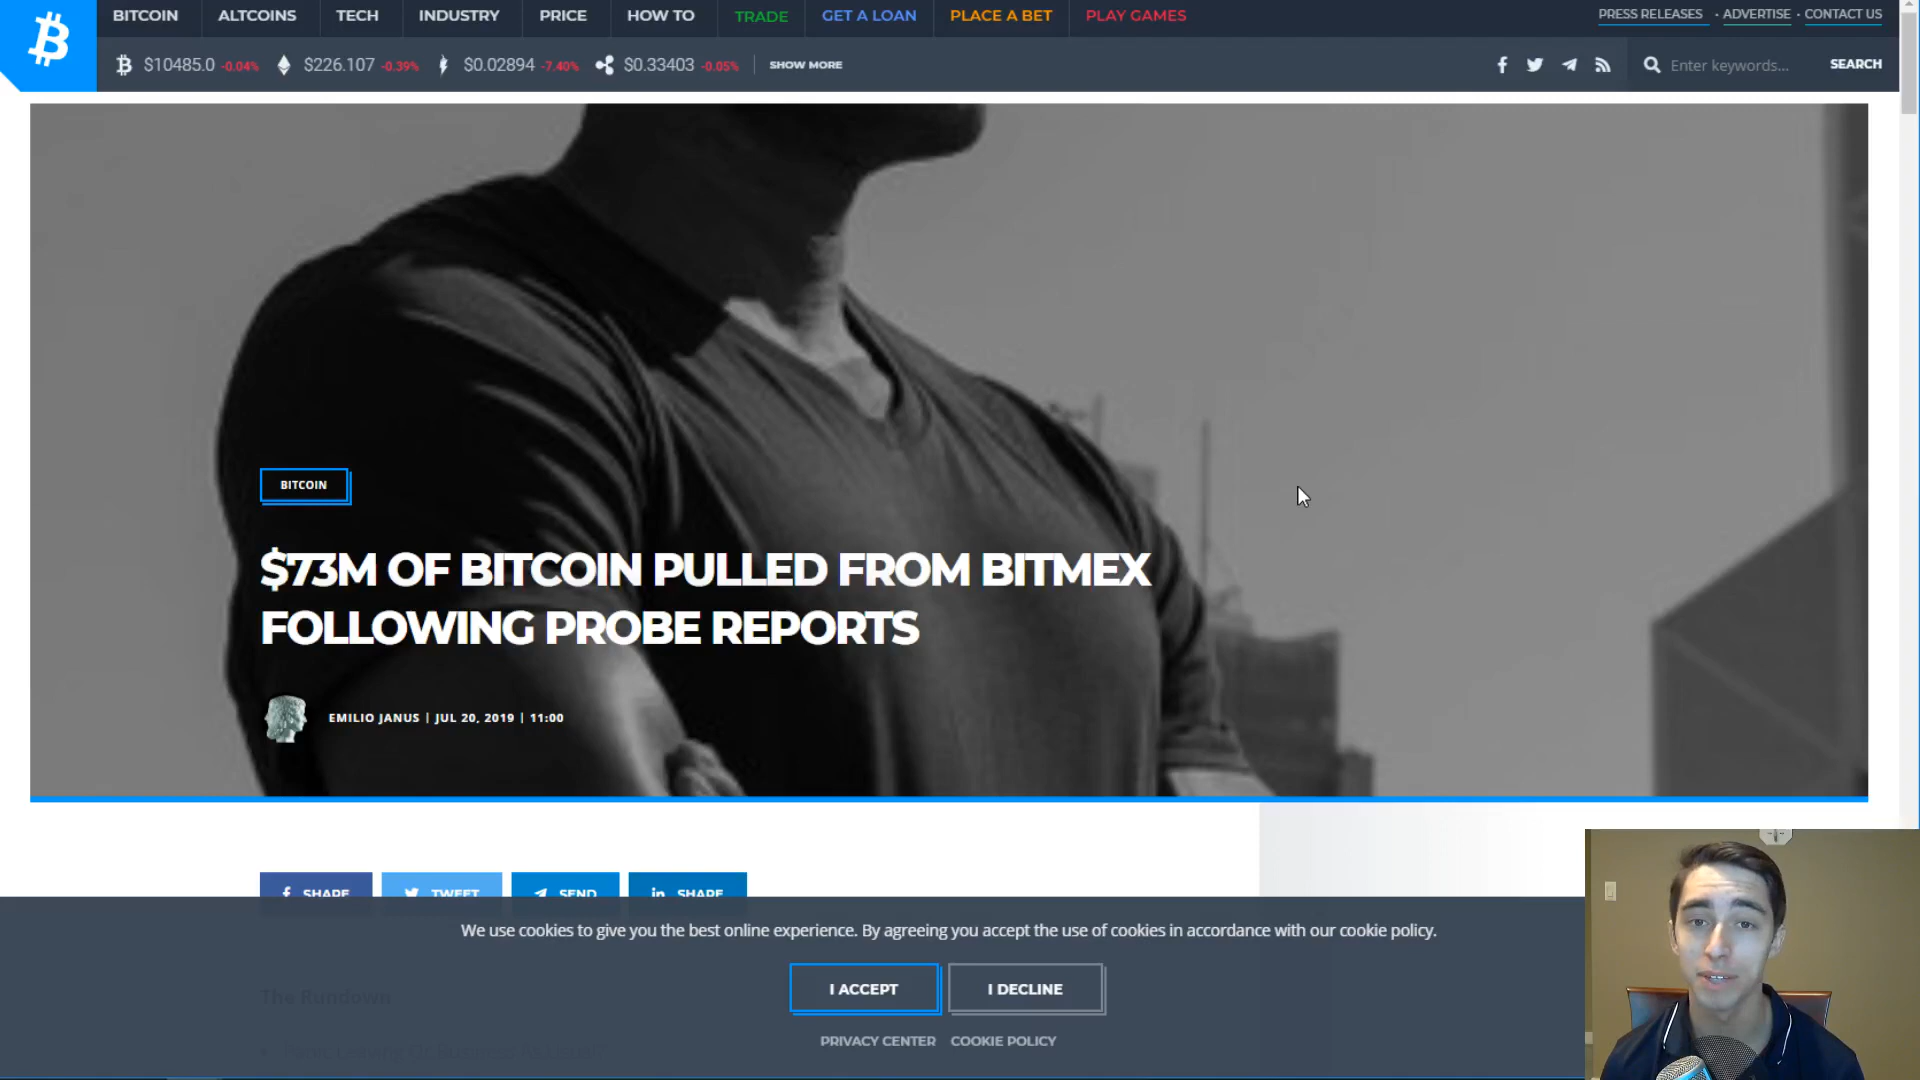 BITCOIN
ALTCOINS
TECH
INDUSTRY
PRICE
HOW TO
TRADE
GET A LOAN
PLACE A BET
PLAY GAMES
PRESS RELEASES · ADVERTISE · CONTACT US
$10485.0 -0.04% $226.107 -0.39% $0.02894 -7.40% $0.33403 -0.05% SHOW MORE
Enter keywords... SEARCH
BITCOIN
$73M OF BITCOIN PULLED FROM BITMEX
FOLLOWING PROBE REPORTS
EMILIO JANUS | JUL 20, 2019 | 11:00
SHARE TWEET SEND SHARE
We use cookies to give you the best online experience. By agreeing you accept the use of cookies in accordance with our cookie policy.
The Rundown
I ACCEPT I DECLINE
PRIVACY CENTER COOKIE POLICY